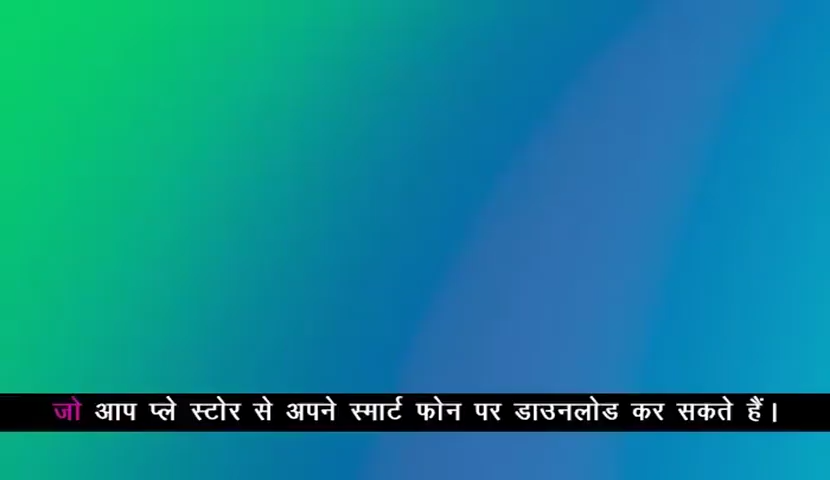 जो आप प्ले स्टोर से अपने स्मार्ट फोन पर डाउनलोड कर सकते हैं।